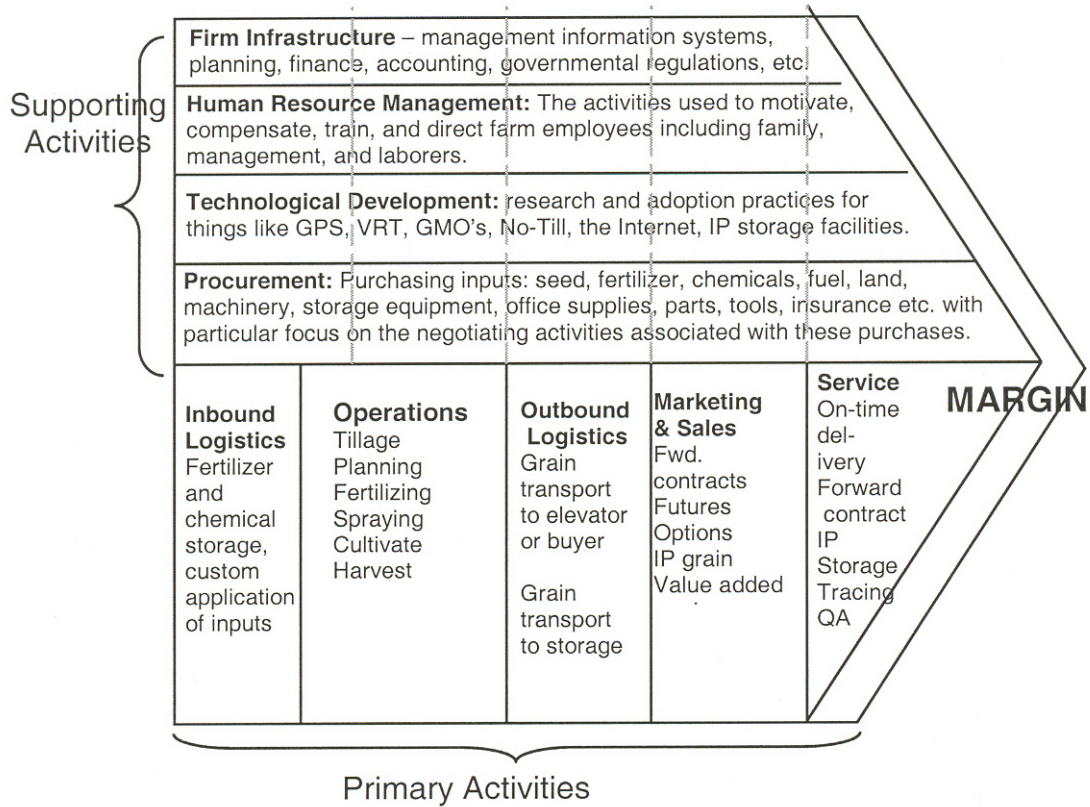 Firm Infrastructure – management information systems,
planning, finance, accounting, governmental regulations, etc.
Supporting
Activities
Human Resource Management: The activities used to motivate,
compensate, train, and direct farm employees including family,
management, and laborers.
Technological Development: research and adoption practices for
things like GPS, VRT, GMO's, No-Till, the Internet, IP storage facilities.
Procurement: Purchasing inputs: seed, fertilizer, chemicals, fuel, land,
machinery, storage equipment, office supplies, parts, tools, insurance etc. with
particular focus on the negotiating activities associated with these purchases.
Inbound
Logistics
Fertilizer
and
chemical
storage,
custom
application
of inputs
Operations
Tillage
Planning
Fertilizing
Spraying
Cultivate
Harvest
Outbound
Logistics
Grain
transport
to elevator
or buyer
Grain
transport
to storage
Marketing
& Sales
Fwd.
contracts
Futures
Options
IP grain
Value added
Service
On-time
del-
ivery
Forward
contract
IP
Storage
Tracing
QA
MARGIN
Primary Activities